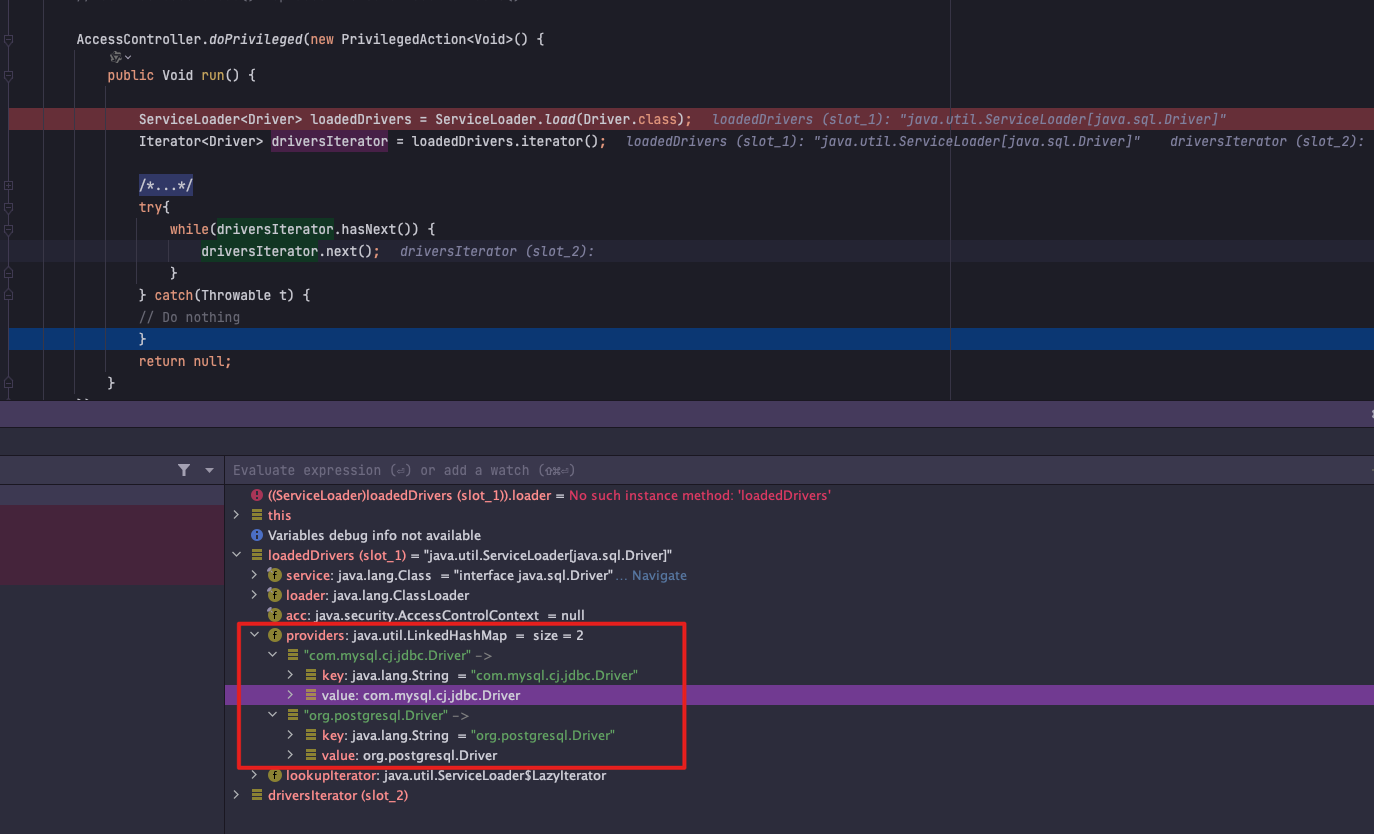 AccessController.doPrivileged(new PrivilegedAction<Void>() {
public Void run() {
ServiceLoader<Driver> loadedDrivers = ServiceLoader.load(Driver.class); loadedDrivers (slot_1): "java.util.ServiceLoader[java.sql.Driver]"
Iterator<Driver> driversIterator = loadedDrivers.iterator(); loadedDrivers (slot_1): "java.util.ServiceLoader[java.sql.Driver]" driversIterator (slot_2):
/*...*/
try{
while(driversIterator.hasNext()) {
driversIterator.next(); driversIterator (slot_2):
}
} catch(Throwable t) {
// Do nothing
}
return null;
}
Evaluate expression (⏎) or add a watch (⇧⌘⏎)
((ServiceLoader)loadedDrivers (slot_1)).loader = No such instance method: 'loadedDrivers'
this
Variables debug info not available
loadedDrivers (slot_1) = "java.util.ServiceLoader[java.sql.Driver]"
service: java.lang.Class = "interface java.sql.Driver"... Navigate
loader: java.lang.ClassLoader
acc: java.security.AccessControlContext = null
providers: java.util.LinkedHashMap = size = 2
"com.mysql.cj.jdbc.Driver" ->
key: java.lang.String = "com.mysql.cj.jdbc.Driver"
value: com.mysql.cj.jdbc.Driver
"org.postgresql.Driver" ->
key: java.lang.String = "org.postgresql.Driver"
value: org.postgresql.Driver
lookupIterator: java.util.ServiceLoader$LazyIterator
driversIterator (slot_2)